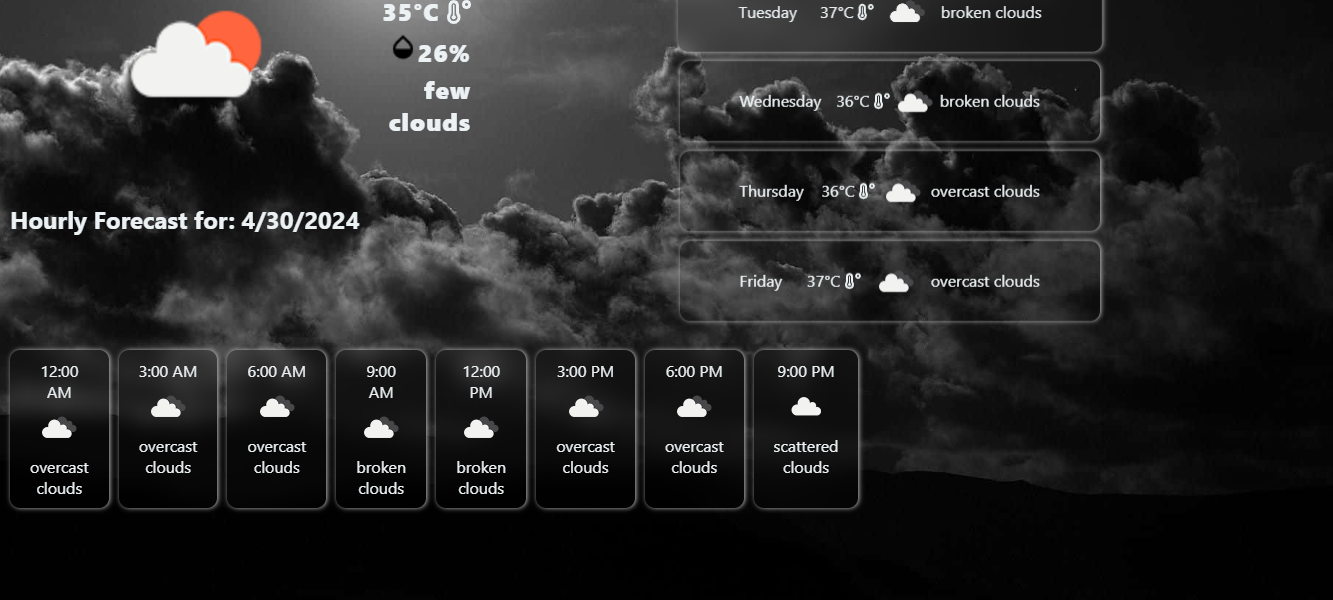 35°C
26%
few
clouds
Tuesday 37°C broken clouds
Wednesday 36°C broken clouds
Thursday 36°C overcast clouds
Friday 37°C overcast clouds
Hourly Forecast for: 4/30/2024
12:00
AM
overcast
clouds
3:00 AM
overcast
clouds
6:00 AM
overcast
clouds
9:00
AM
broken
clouds
12:00
PM
broken
clouds
3:00 PM
overcast
clouds
6:00 PM
overcast
clouds
9:00 PM
scattered
clouds